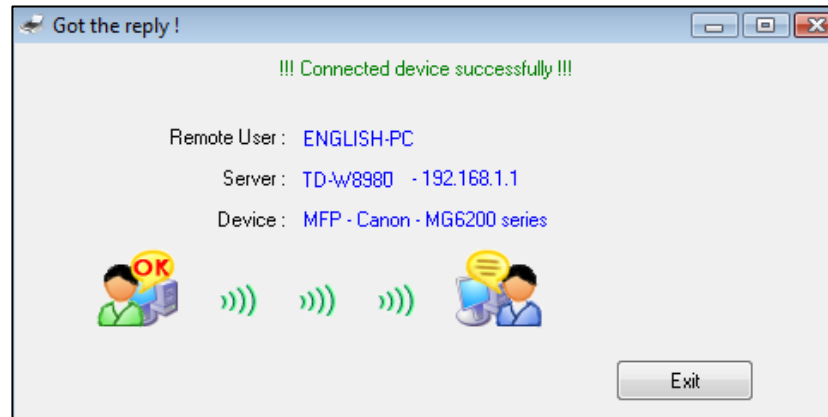 Got the reply !
!!! Connected device successfully !!!
Remote User : ENGLISH-PC
Server : TD-W8980 - 192.168.1.1
Device : MFP - Canon - MG6200 series
OK
Exit